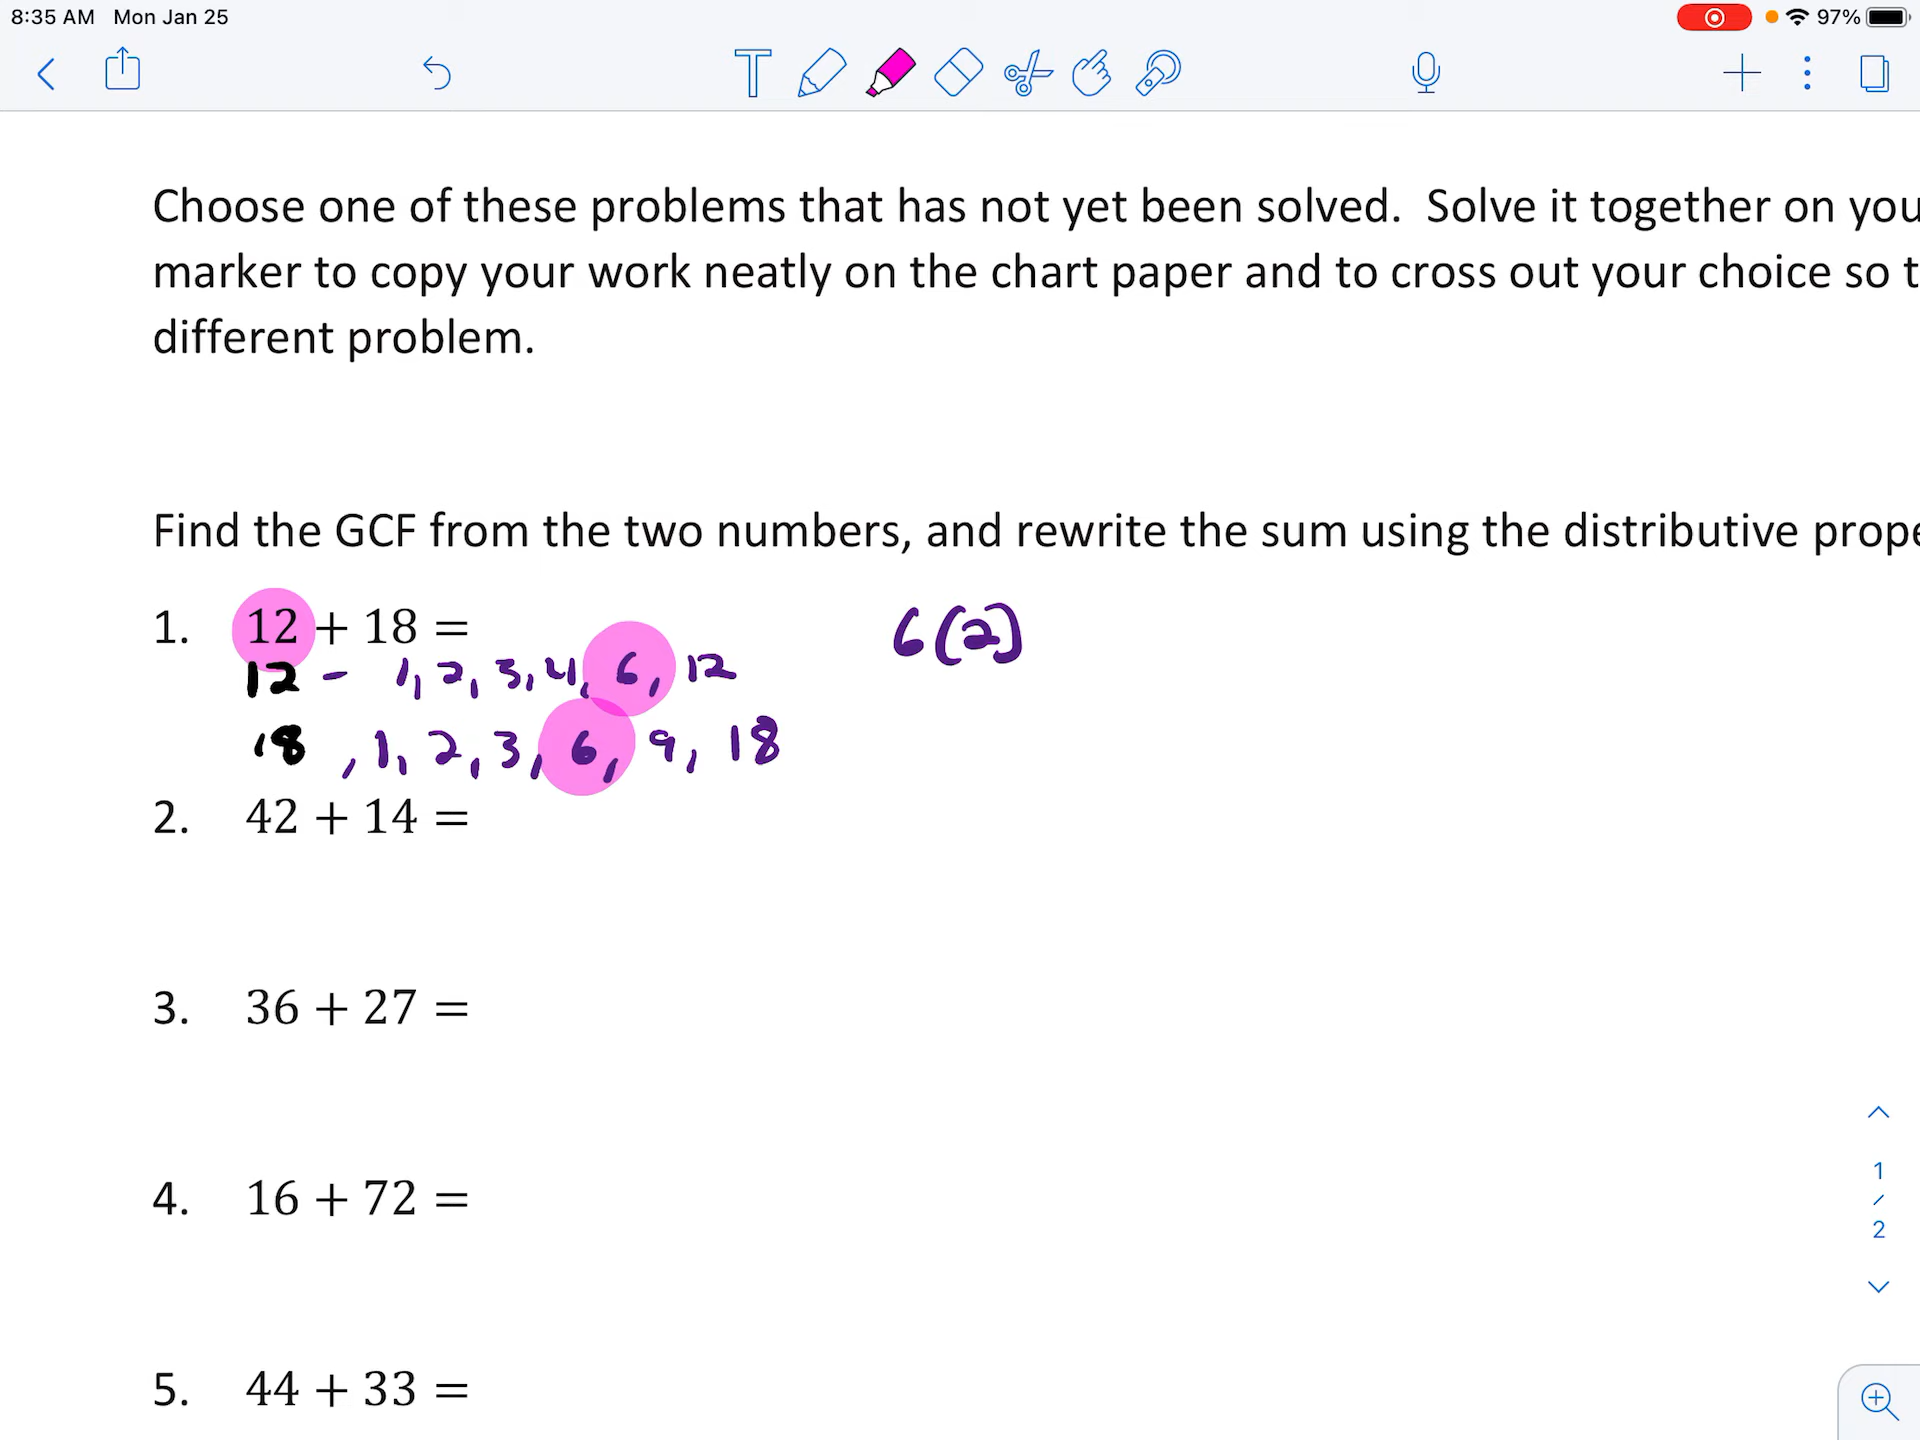 8:35 AM Mon Jan 25 97%
T
Choose one of these problems that has not yet been solved. Solve it together on you
marker to copy your work neatly on the chart paper and to cross out your choice so t
different problem.
Find the GCF from the two numbers, and rewrite the sum using the distributive prope
1. 12 + 18 = 6(2)
12 - 1, 2, 3, 4, 6, 12
18 , 1, 2, 3, 6, 9, 18
2. 42 + 14 =
3. 36 + 27 =
4. 16 + 72 =
5. 44 + 33 =
1
/
2